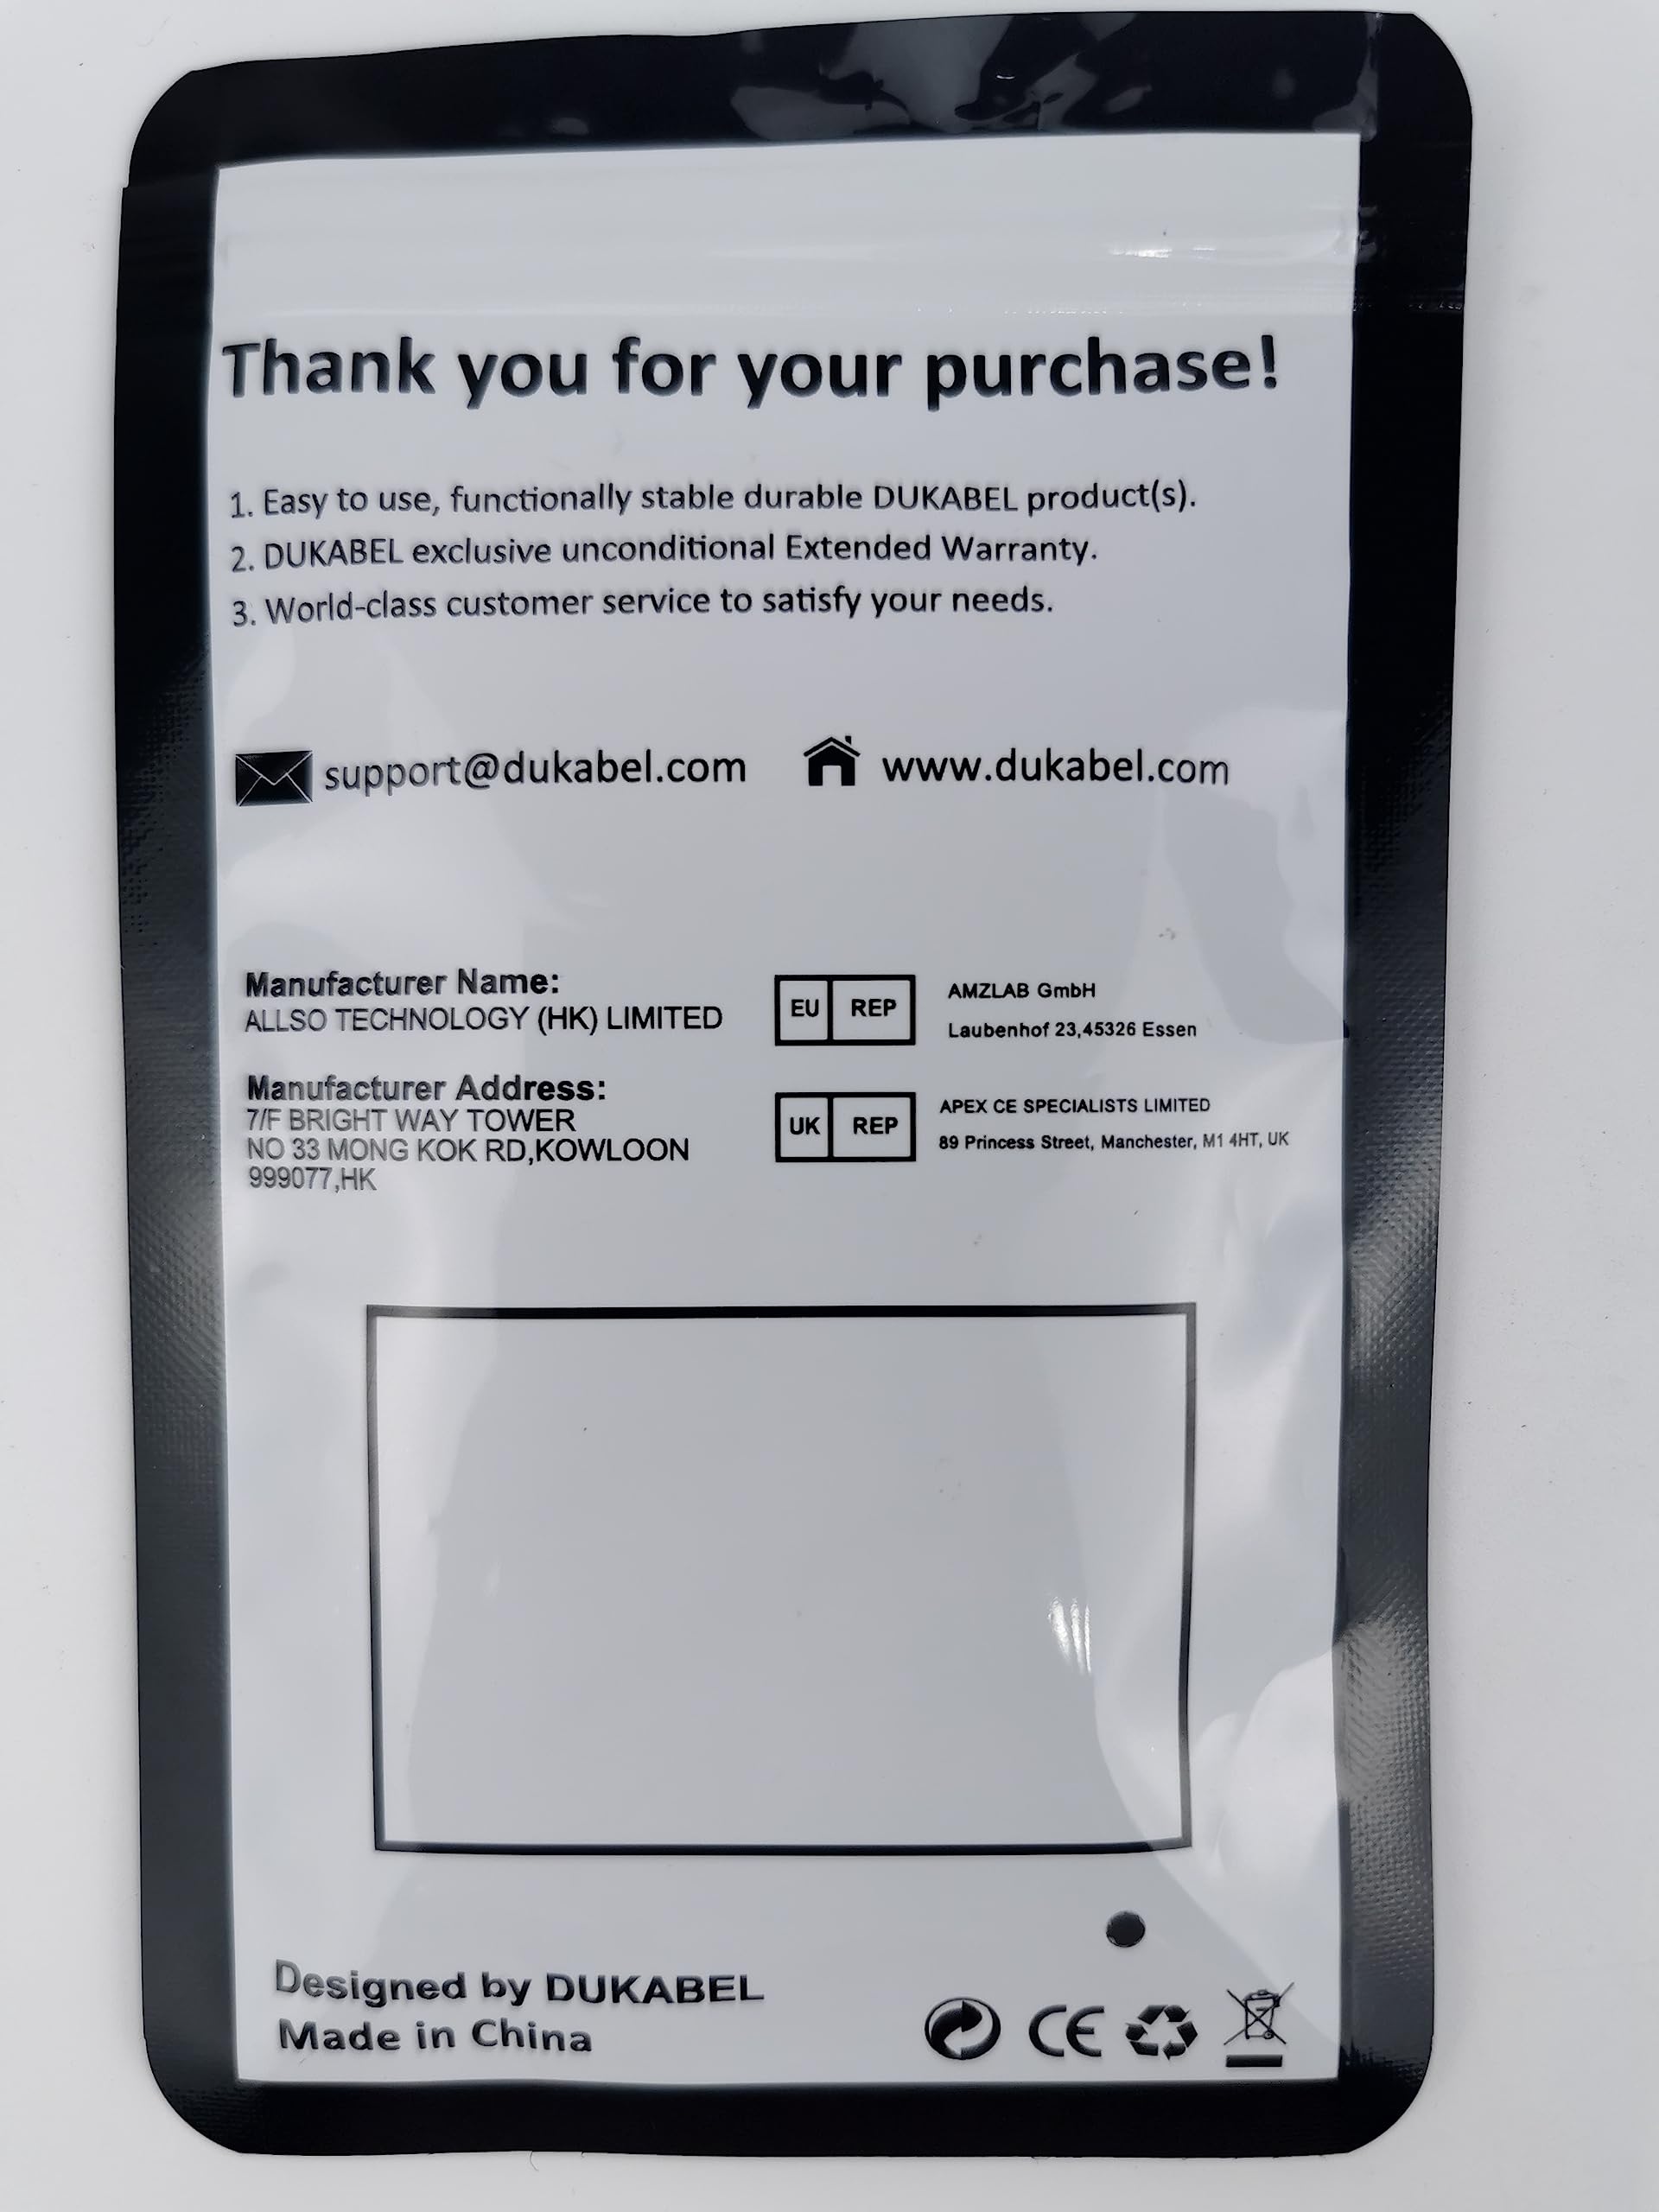 Thank you for your purchase!
1. Easy to use, functionally stable durable DUKABEL product(s).
2. DUKABEL exclusive unconditional Extended Warranty.
3. World-class customer service to satisfy your needs.
support@dukabel.com www.dukabel.com
Manufacturer Name:
ALLSO TECHNOLOGY (HK) LIMITED
Manufacturer Address:
7/F BRIGHT WAY TOWER
NO 33 MONG KOK RD,KOWLOON
999077,HK
EU REP
AMZLAB GmbH
Laubenhof 23,45326 Essen
UK REP
APEX CE SPECIALISTS LIMITED
89 Princess Street, Manchester, M1 4HT, UK
Designed by DUKABEL
Made in China
CE